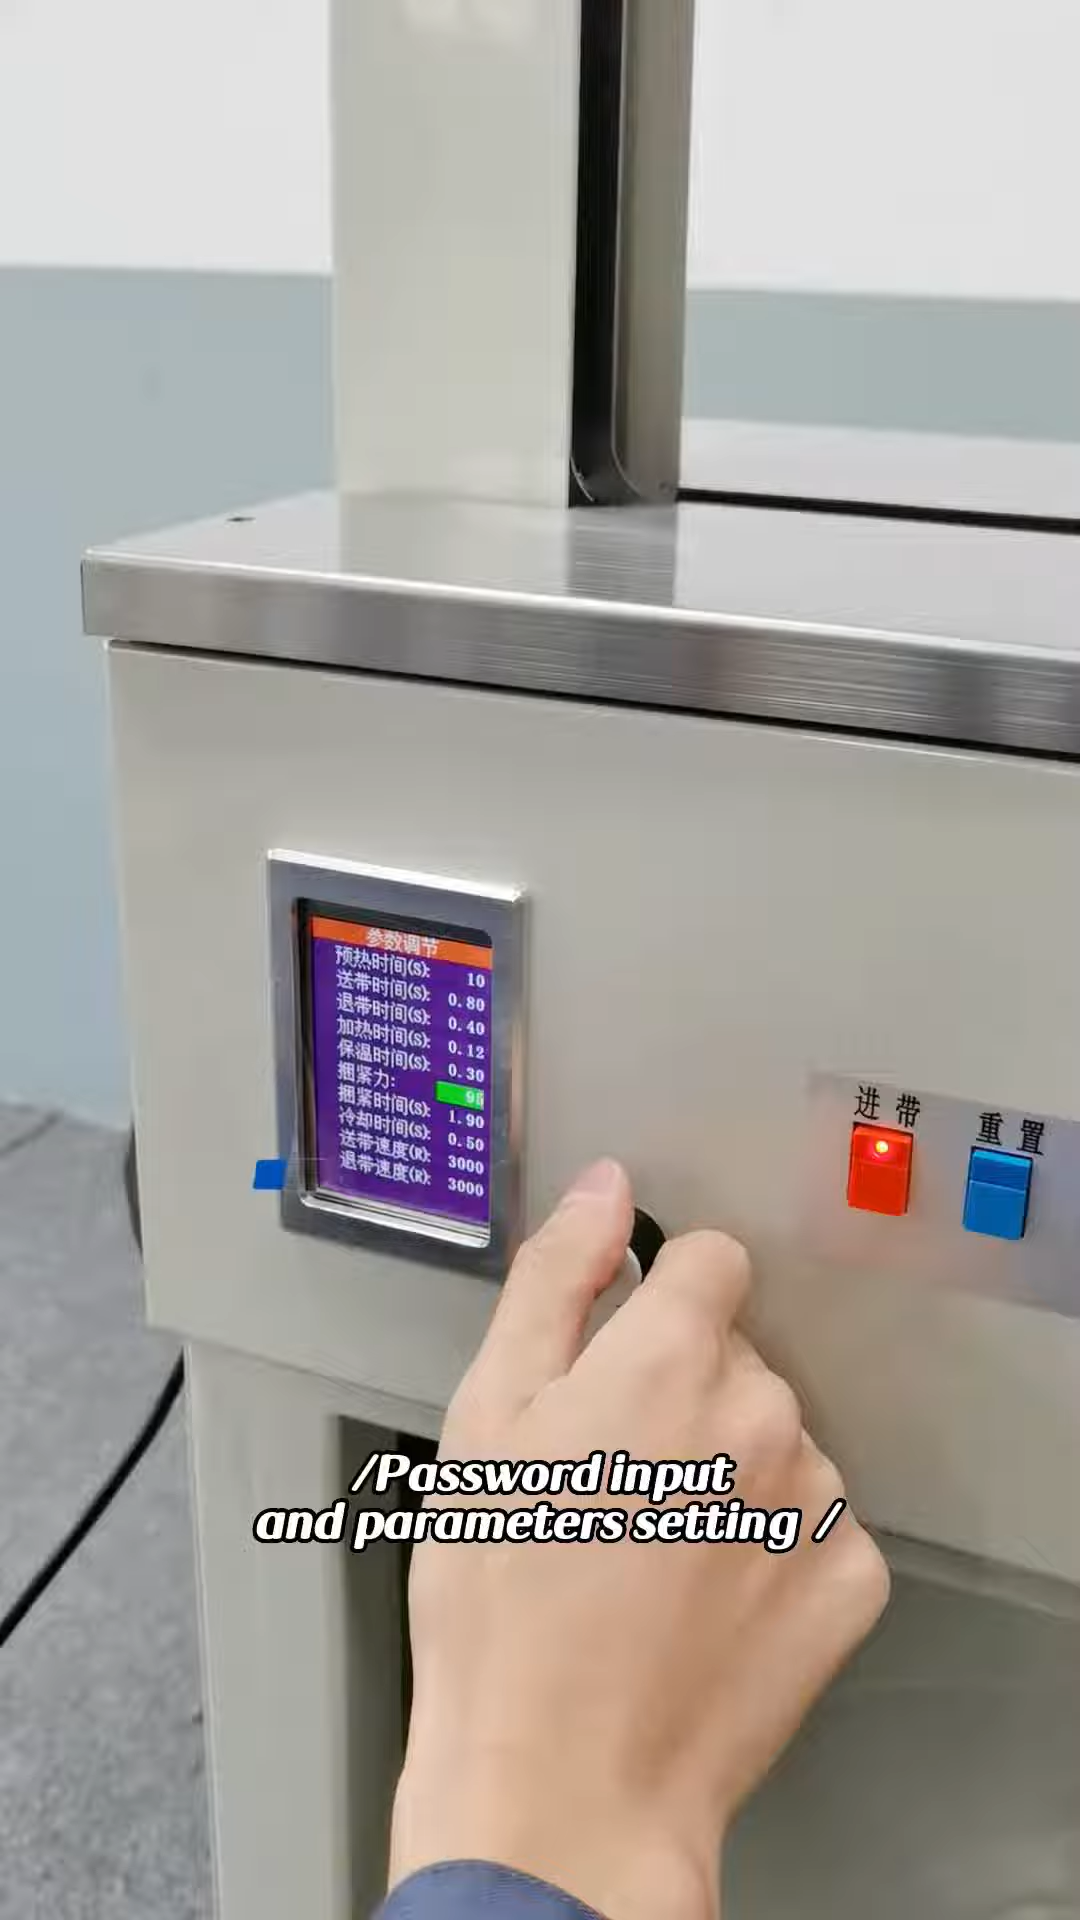 参数调节
预热时间(S): 10
送带时间(S): 0.80
退带时间(S): 0.40
加热时间(S): 0.12
保温时间(S): 0.30
捆紧力: 95
捆紧时间(S): 1.90
冷却时间(S): 0.50
送带速度(R): 3000
退带速度(R): 3000
进带
重置
/Password input
and parameters setting /